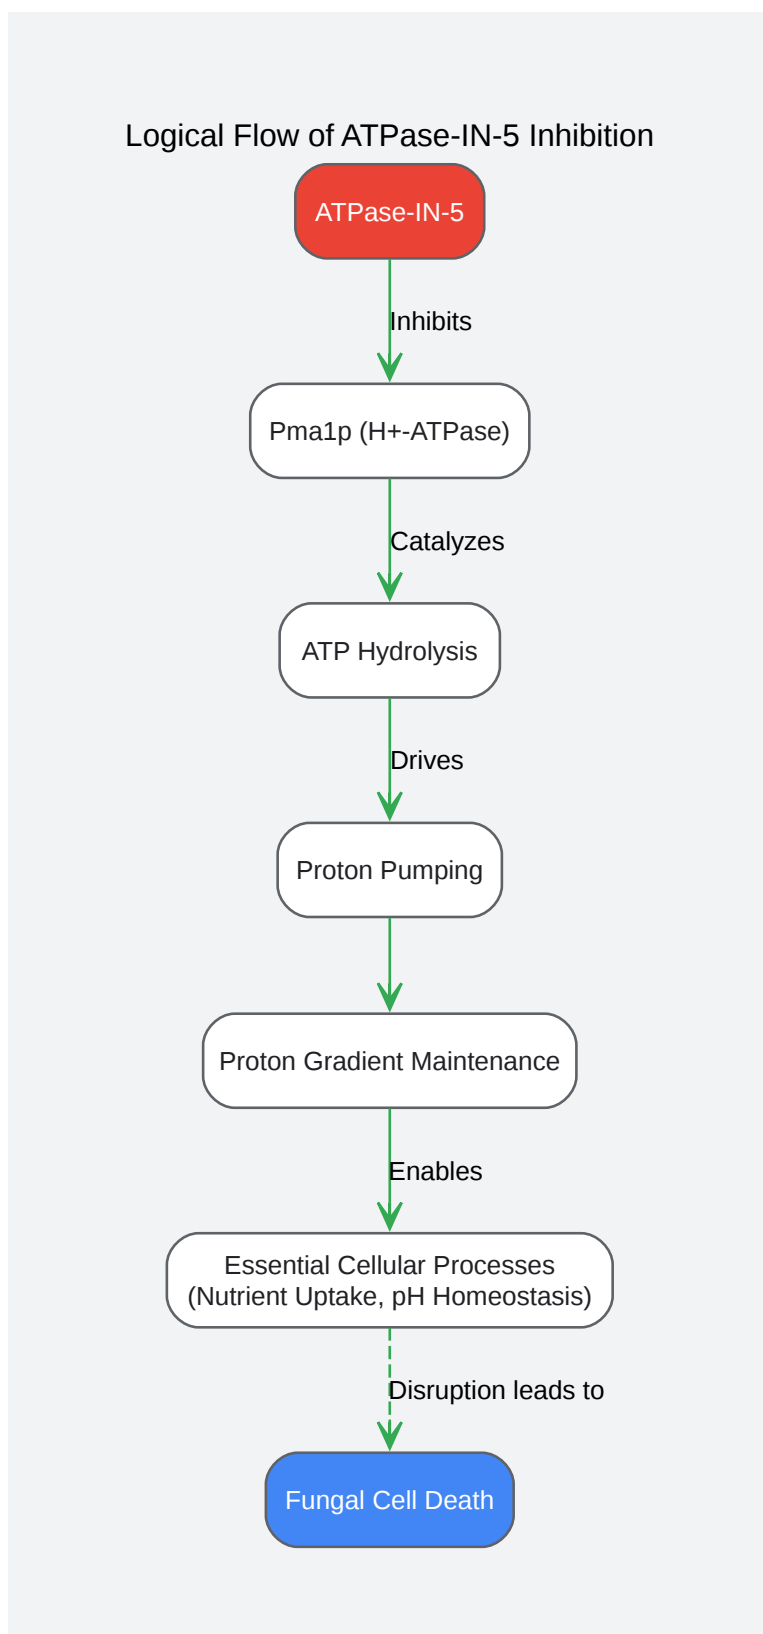 Logical Flow of ATPase-IN-5 Inhibition
ATPase-IN-5
Inhibits
Pma1p (H+-ATPase)
Catalyzes
ATP Hydrolysis
Drives
Proton Pumping
Proton Gradient Maintenance
Enables
Essential Cellular Processes
(Nutrient Uptake, pH Homeostasis)
Disruption leads to
Fungal Cell Death